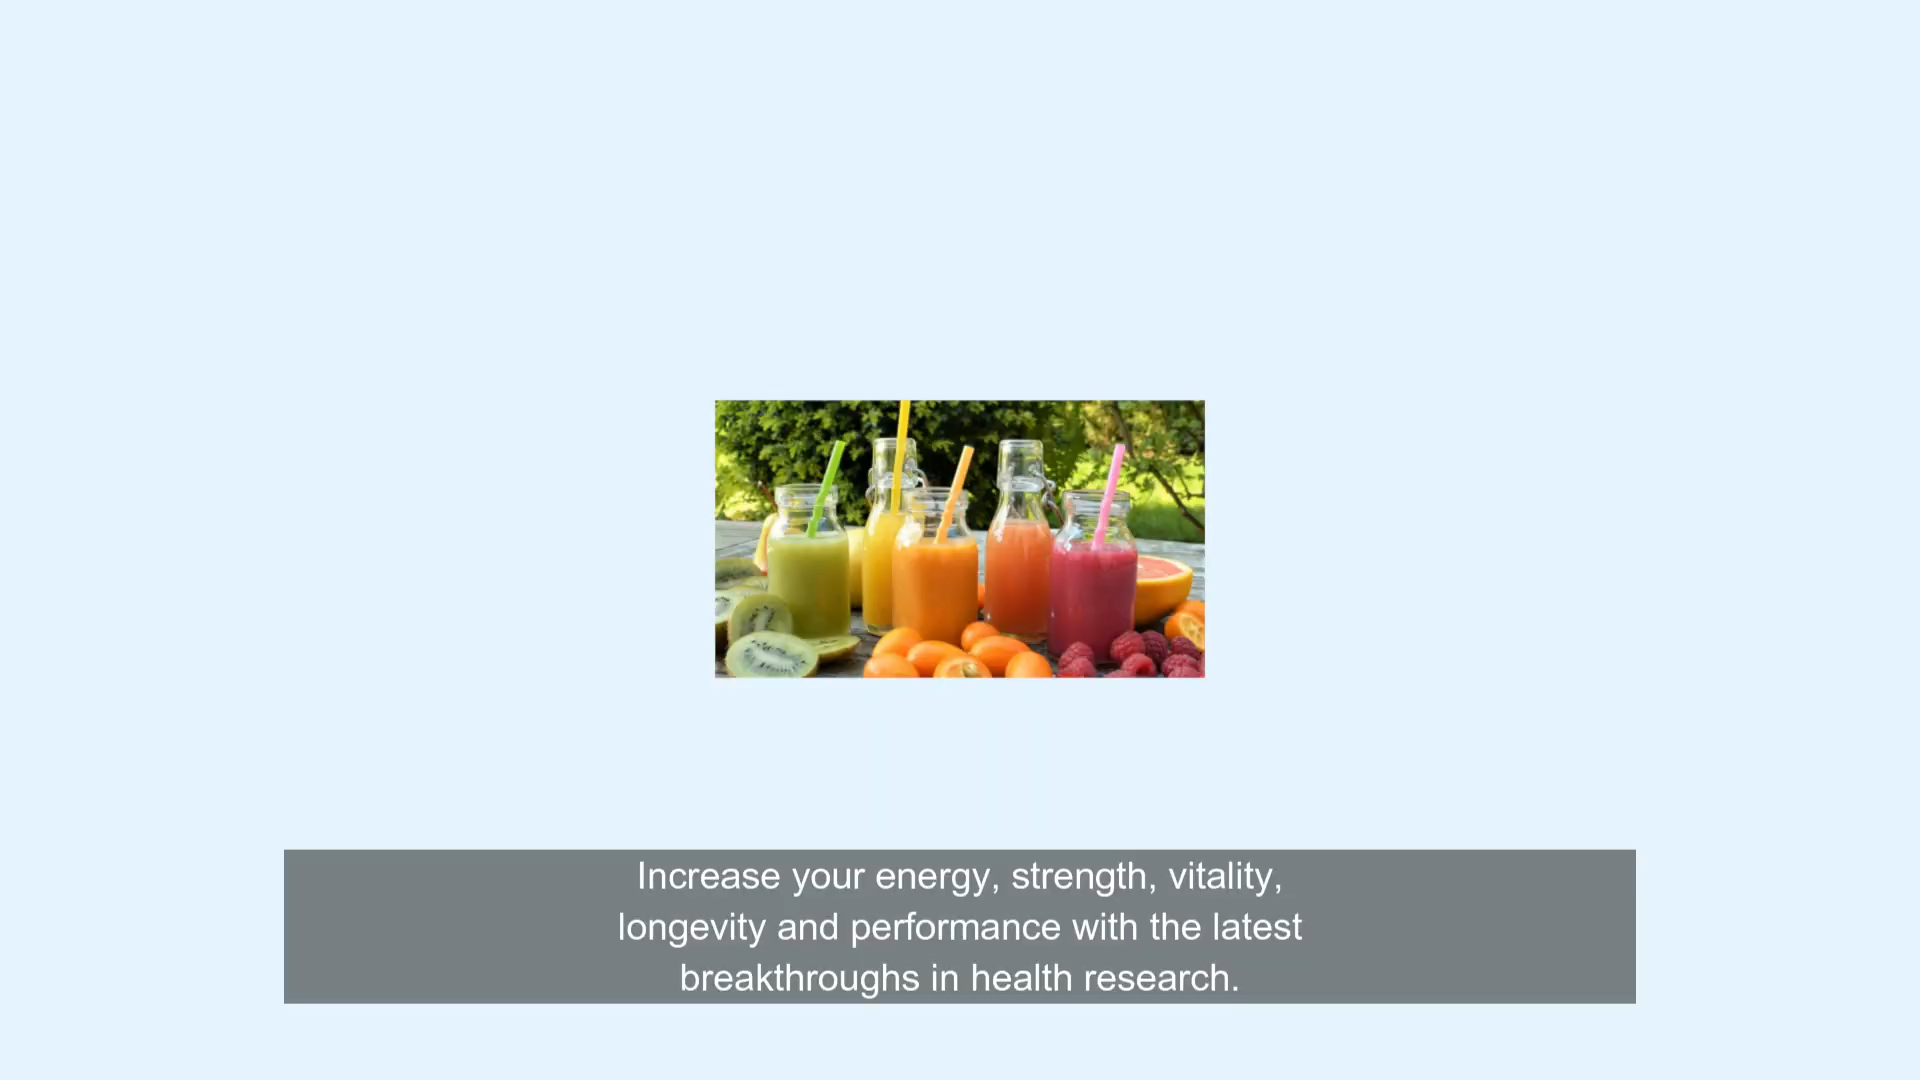 Increase your energy, strength, vitality,
longevity and performance with the latest
breakthroughs in health research.